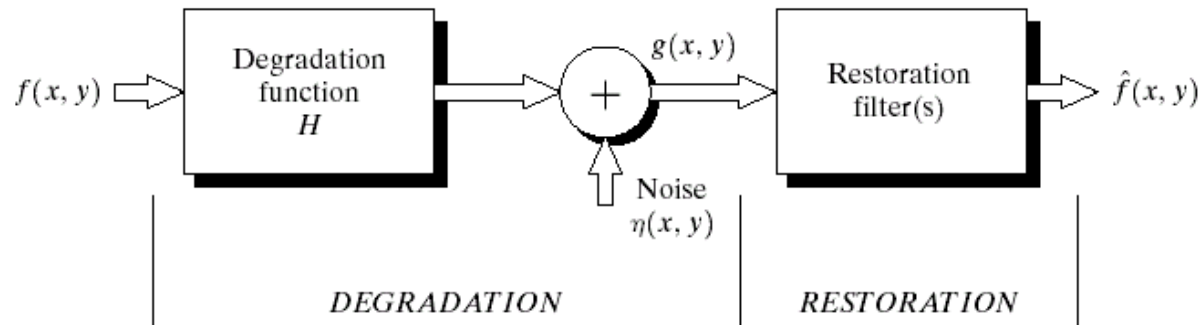 f(x, y)
Degradation
function
H
+
g(x, y)
Noise
η(x, y)
Restoration
filter(s)
f̂(x, y)
DEGRADATION
RESTORATION